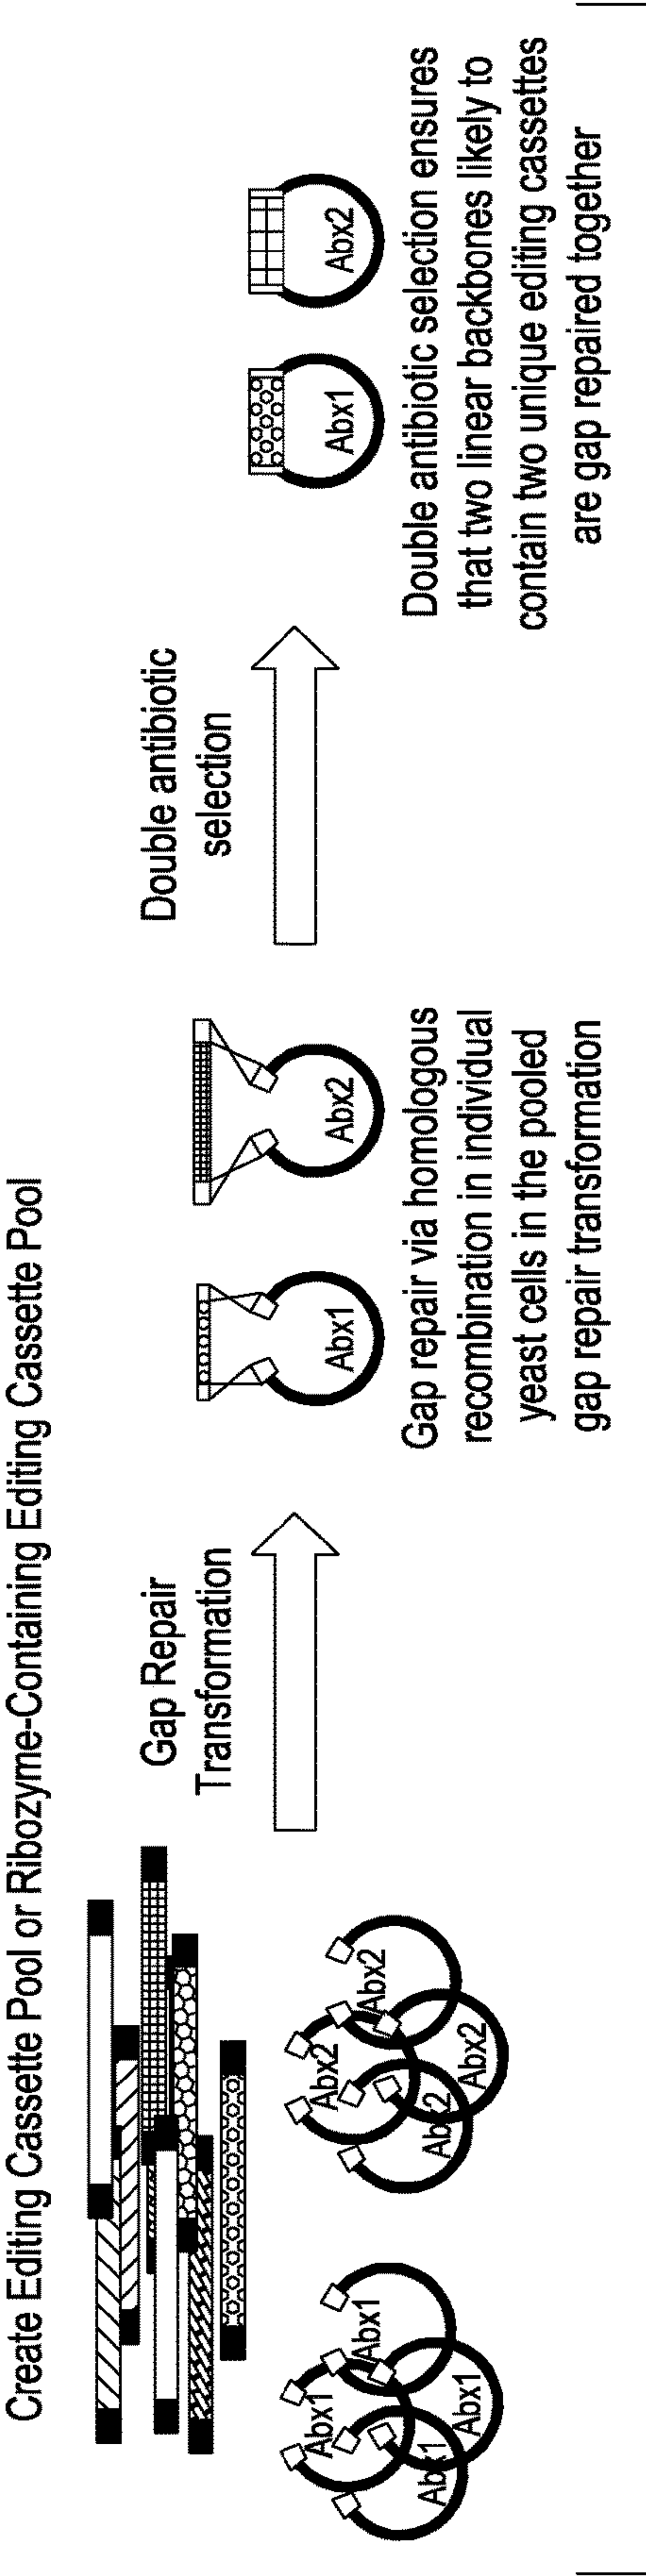 Create Editing Cassette Pool or Ribozyme-Containing Editing Cassette Pool
Abx1
Abx1
Abx1
Abx1
Abx2
Abx2
Abx2
Abx2
Gap Repair
Transformation
Abx1
Abx2
Gap repair via homologous
recombination in individual
yeast cells in the pooled
gap repair transformation
Double antibiotic
selection
Abx1
Abx2
Double antibiotic selection ensures
that two linear backbones likely to
contain two unique editing cassettes
are gap repaired together